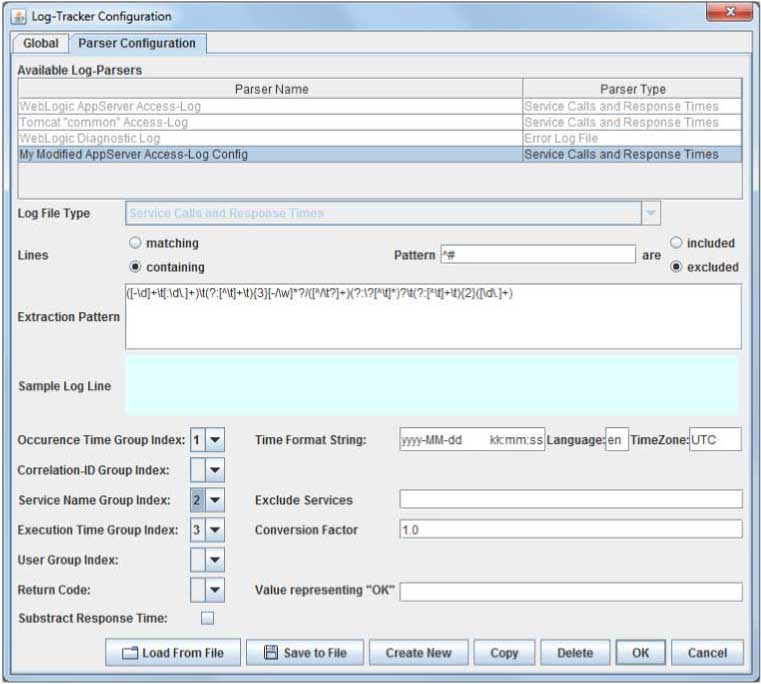 Log-Tracker Configuration
Global Parser Configuration
Available Log-Parsers
Parser Name Parser Type
WebLogic AppServer Access-Log Service Calls and Response Times
Tomcat "common" Access-Log Service Calls and Response Times
WebLogic Diagnostic Log Error Log File
My Modified AppServer Access-Log Config Service Calls and Response Times
Log File Type Service Calls and Response Times
Lines matching containing Pattern ^# are included excluded
Extraction Pattern ([-\d]+\t[:\d\.]+)\t(?:[^\t]+\t){3}[-/\w]*?/([^/\t?]+)(?:\?[^\t]*)?\t(?:[^\t]+\t){2}([\d\.]+)
Sample Log Line
Occurence Time Group Index: 1 Time Format String: yyyy-MM-dd kk:mm:ss Language: en TimeZone: UTC
Correlation-ID Group Index:
Service Name Group Index: 2 Exclude Services
Execution Time Group Index: 3 Conversion Factor 1.0
User Group Index:
Return Code: Value representing "OK"
Substract Response Time:
Load From File Save to File Create New Copy Delete OK Cancel